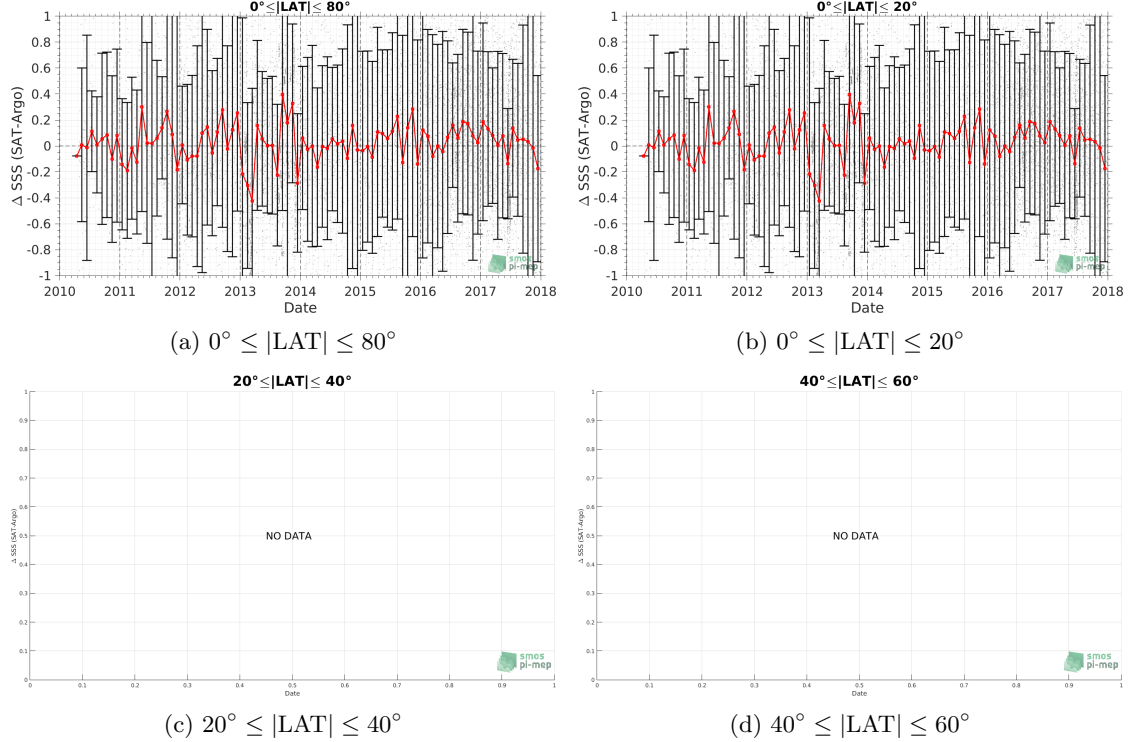 0°≤|LAT|≤ 80°
Δ SSS (SAT-Argo)
1
0.8
0.6
0.4
0.2
0
-0.2
-0.4
-0.6
-0.8
-1
2010 2011 2012 2013 2014 2015 2016 2017 2018
Date
smos
pi-mep
(a) 0° ≤ |LAT| ≤ 80°
0°≤|LAT|≤ 20°
Δ SSS (SAT-Argo)
1
0.8
0.6
0.4
0.2
0
-0.2
-0.4
-0.6
-0.8
-1
2010 2011 2012 2013 2014 2015 2016 2017 2018
Date
smos
pi-mep
(b) 0° ≤ |LAT| ≤ 20°
20°≤|LAT|≤ 40°
Δ SSS (SAT-Argo)
1
0.9
0.8
0.7
0.6
0.5
0.4
0.3
0.2
0.1
0
NO DATA
smos
pi-mep
0 0.1 0.2 0.3 0.4 0.5 0.6 0.7 0.8 0.9 1
Date
(c) 20° ≤ |LAT| ≤ 40°
40°≤|LAT|≤ 60°
Δ SSS (SAT-Argo)
1
0.9
0.8
0.7
0.6
0.5
0.4
0.3
0.2
0.1
0
NO DATA
smos
pi-mep
0 0.1 0.2 0.3 0.4 0.5 0.6 0.7 0.8 0.9 1
Date
(d) 40° ≤ |LAT| ≤ 60°